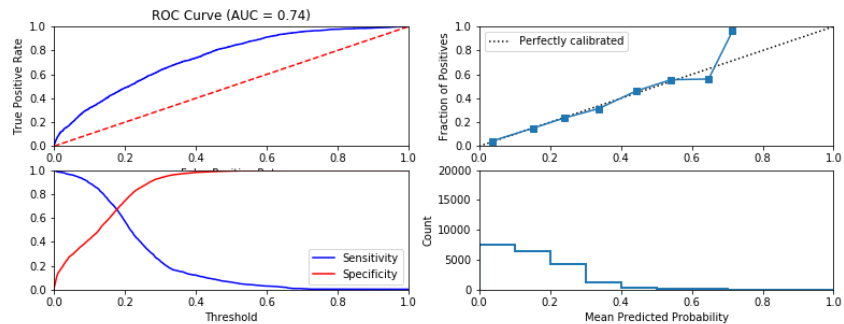 ROC Curve (AUC = 0.74)
True Positive Rate
1.0
0.8
0.6
0.4
0.2
0.0
0.0 0.2 0.4 0.6 0.8 1.0
Fraction of Positives
1.0
0.8
0.6
0.4
0.2
0.0
Perfectly calibrated
0.0 0.2 0.4 0.6 0.8 1.0
1.0
0.8
0.6
0.4
0.2
0.0
Sensitivity
Specificity
0.0 0.2 0.4 0.6 0.8 1.0
Threshold
Count
20000
15000
10000
5000
0
0.0 0.2 0.4 0.6 0.8 1.0
Mean Predicted Probability